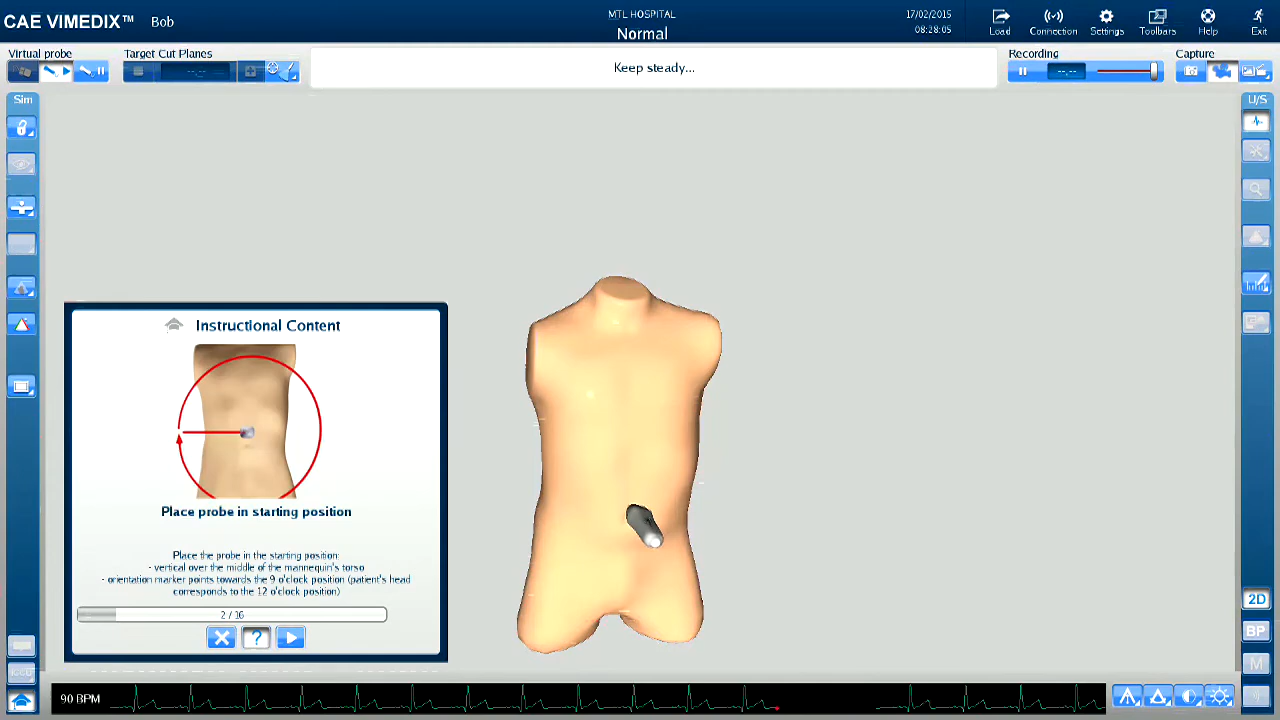 CAE VIMEDIX™ Bob
MTL HOSPITAL
Normal
17/02/2015
08:28:05
Load
Connection
Settings
Toolbars
Help
Exit
Virtual probe
Target Cut Planes
--.--
Keep steady...
Recording
--.--
Capture
Sim
U/S
Instructional Content
Place probe in starting position
Place the probe in the starting position:
- vertical over the middle of the mannequin's torso
- orientation marker points towards the 9 o'clock position (patient's head
corresponds to the 12 o'clock position)
2 / 16
?
2D
BP
M
90 BPM